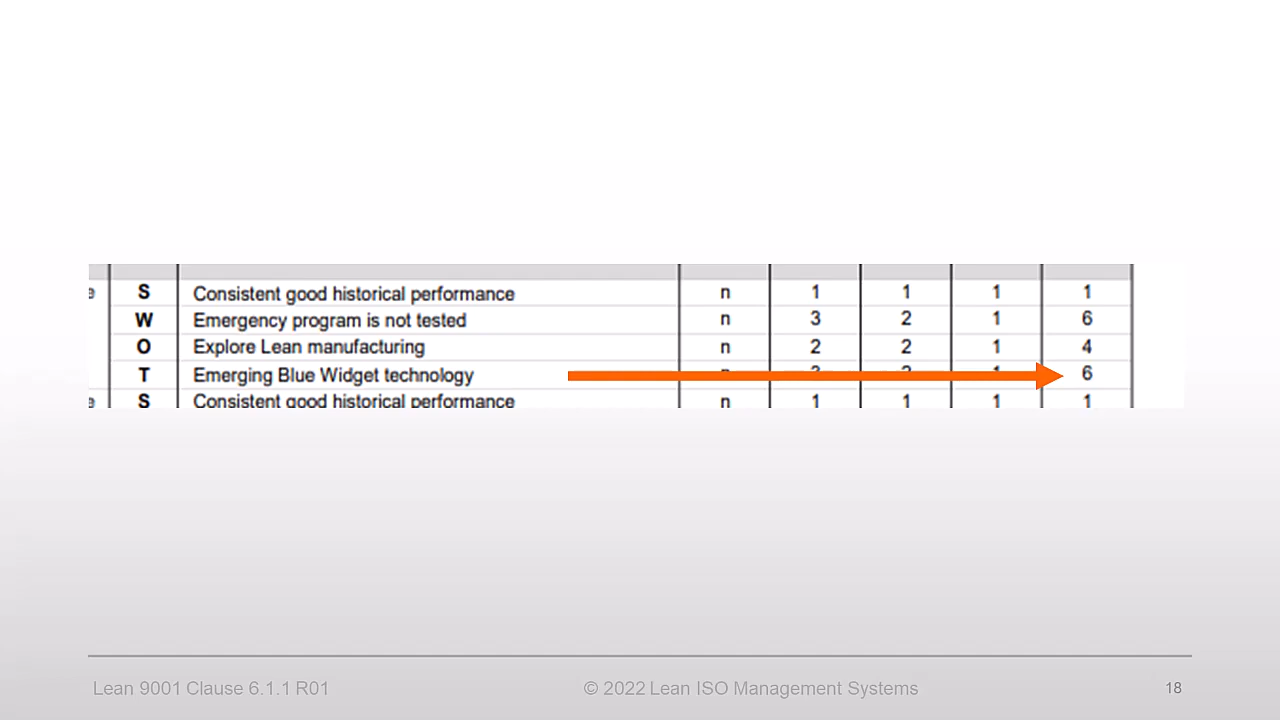 e S Consistent good historical performance n 1 1 1 1
W Emergency program is not tested n 3 2 1 6
O Explore Lean manufacturing n 2 2 1 4
T Emerging Blue Widget technology 6
e S Consistent good historical performance n 1 1 1 1
Lean 9001 Clause 6.1.1 R01 © 2022 Lean ISO Management Systems 18